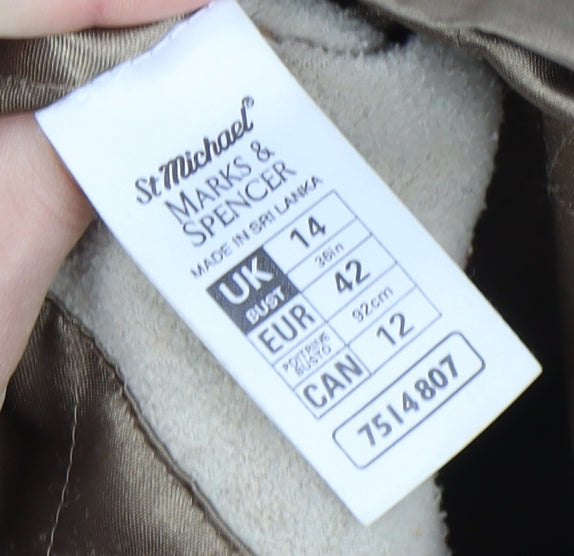 St Michael®
MARKS &
SPENCER
MADE IN SRI LANKA
UK 14
BUST 36in
EUR 42
POITRINE
BUSTO 92cm
CAN 12
7514807